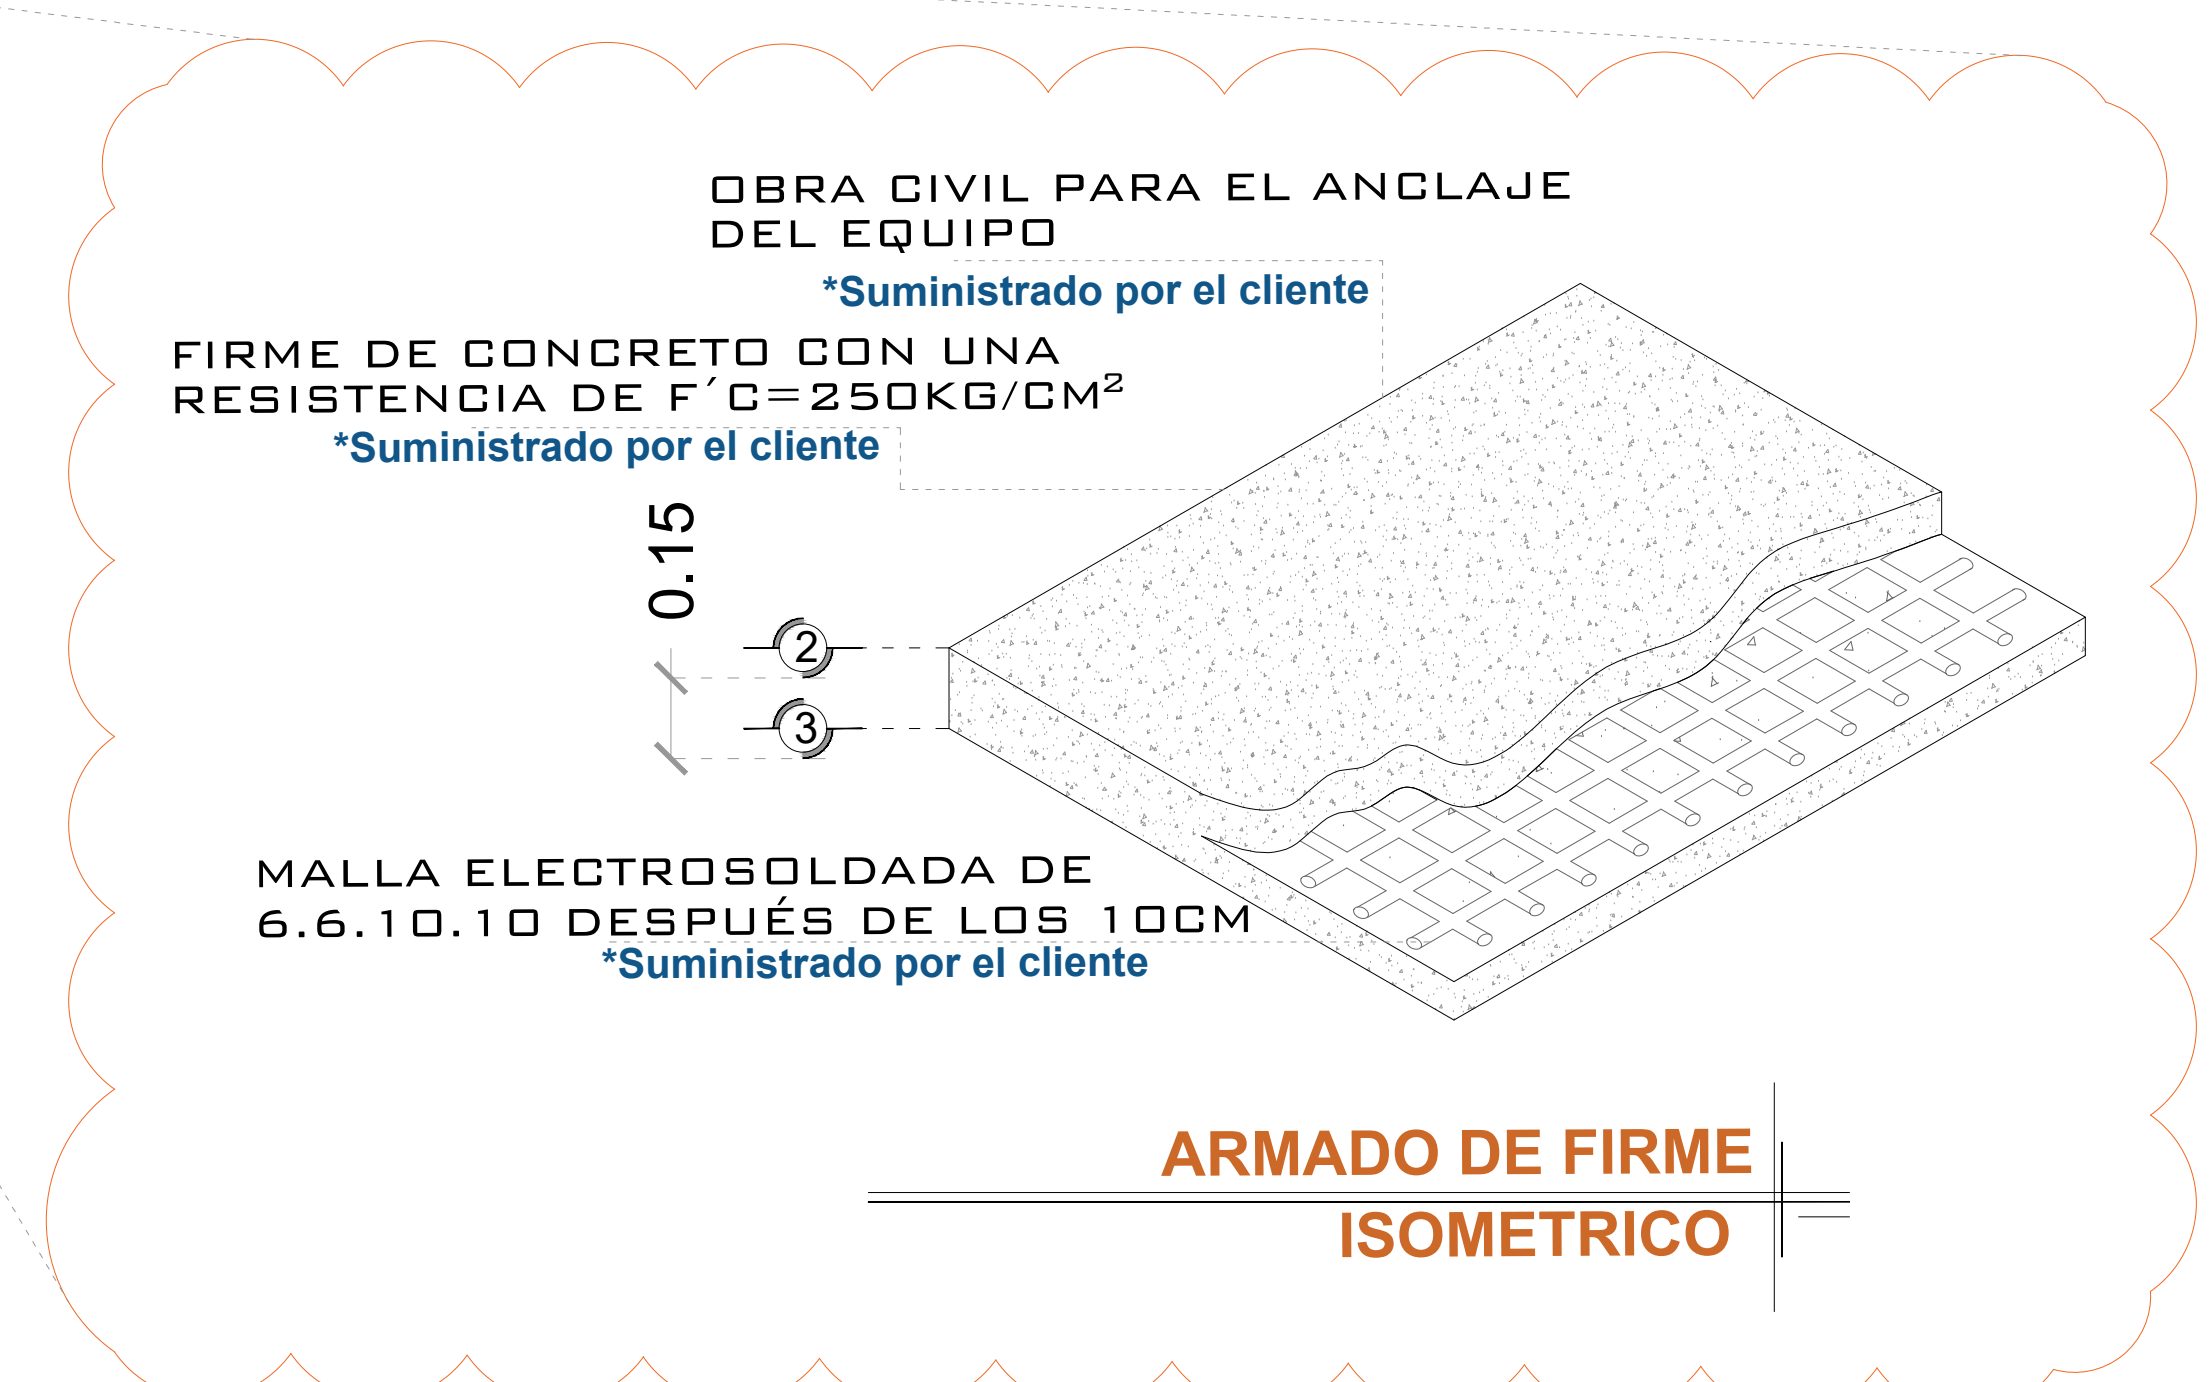 OBRA CIVIL PARA EL ANCLAJE
DEL EQUIPO
*Suministrado por el cliente
FIRME DE CONCRETO CON UNA
RESISTENCIA DE F´C=250KG/CM²
*Suministrado por el cliente
0.15
2
3
MALLA ELECTROSOLDADA DE
6.6.10.10 DESPUÉS DE LOS 10CM
*Suministrado por el cliente
ARMADO DE FIRME
ISOMETRICO